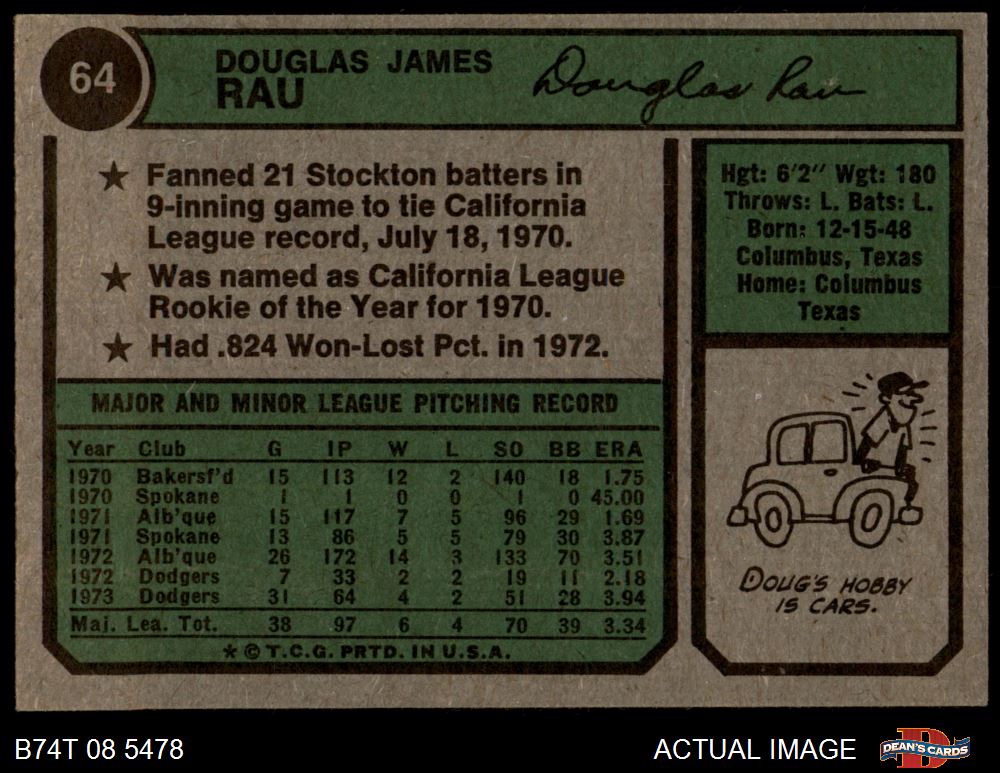 64
DOUGLAS JAMES
RAU
Douglas Rau
★ Fanned 21 Stockton batters in
9-inning game to tie California
League record, July 18, 1970.
★ Was named as California League
Rookie of the Year for 1970.
★ Had .824 Won-Lost Pct. in 1972.
Hgt: 6'2" Wgt: 180
Throws: L. Bats: L.
Born: 12-15-48
Columbus, Texas
Home: Columbus
Texas
MAJOR AND MINOR LEAGUE PITCHING RECORD
Year Club G IP W L SO BB ERA
1970 Bakersf'd 15 113 12 2 140 18 1.75
1970 Spokane 1 1 0 0 1 0 45.00
1971 Alb'que 15 117 7 5 96 29 1.69
1971 Spokane 13 86 5 5 79 30 3.87
1972 Alb'que 26 172 14 3 133 70 3.51
1972 Dodgers 7 33 2 2 19 11 2.18
1973 Dodgers 31 64 4 2 51 28 3.94
Maj. Lea. Tot. 38 97 6 4 70 39 3.34
★ © T.C.G. PRTD. IN U.S.A.
DOUG'S HOBBY
IS CARS.
B74T 08 5478
ACTUAL IMAGE
D
DEAN'S CARDS